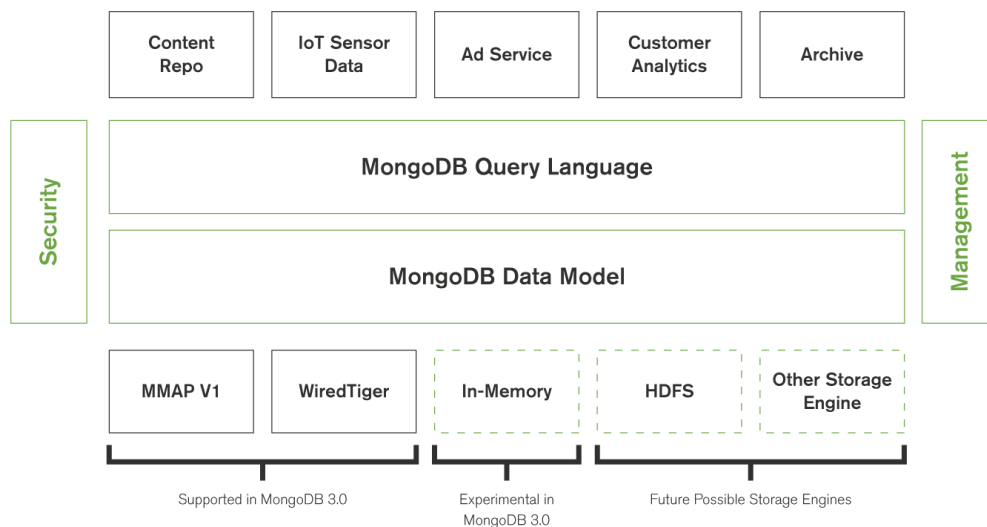 Content
Repo
IoT Sensor
Data
Ad Service
Customer
Analytics
Archive
Security
MongoDB Query Language
MongoDB Data Model
Management
MMAP V1
WiredTiger
In-Memory
HDFS
Other Storage
Engine
Supported in MongoDB 3.0
Experimental in
MongoDB 3.0
Future Possible Storage Engines